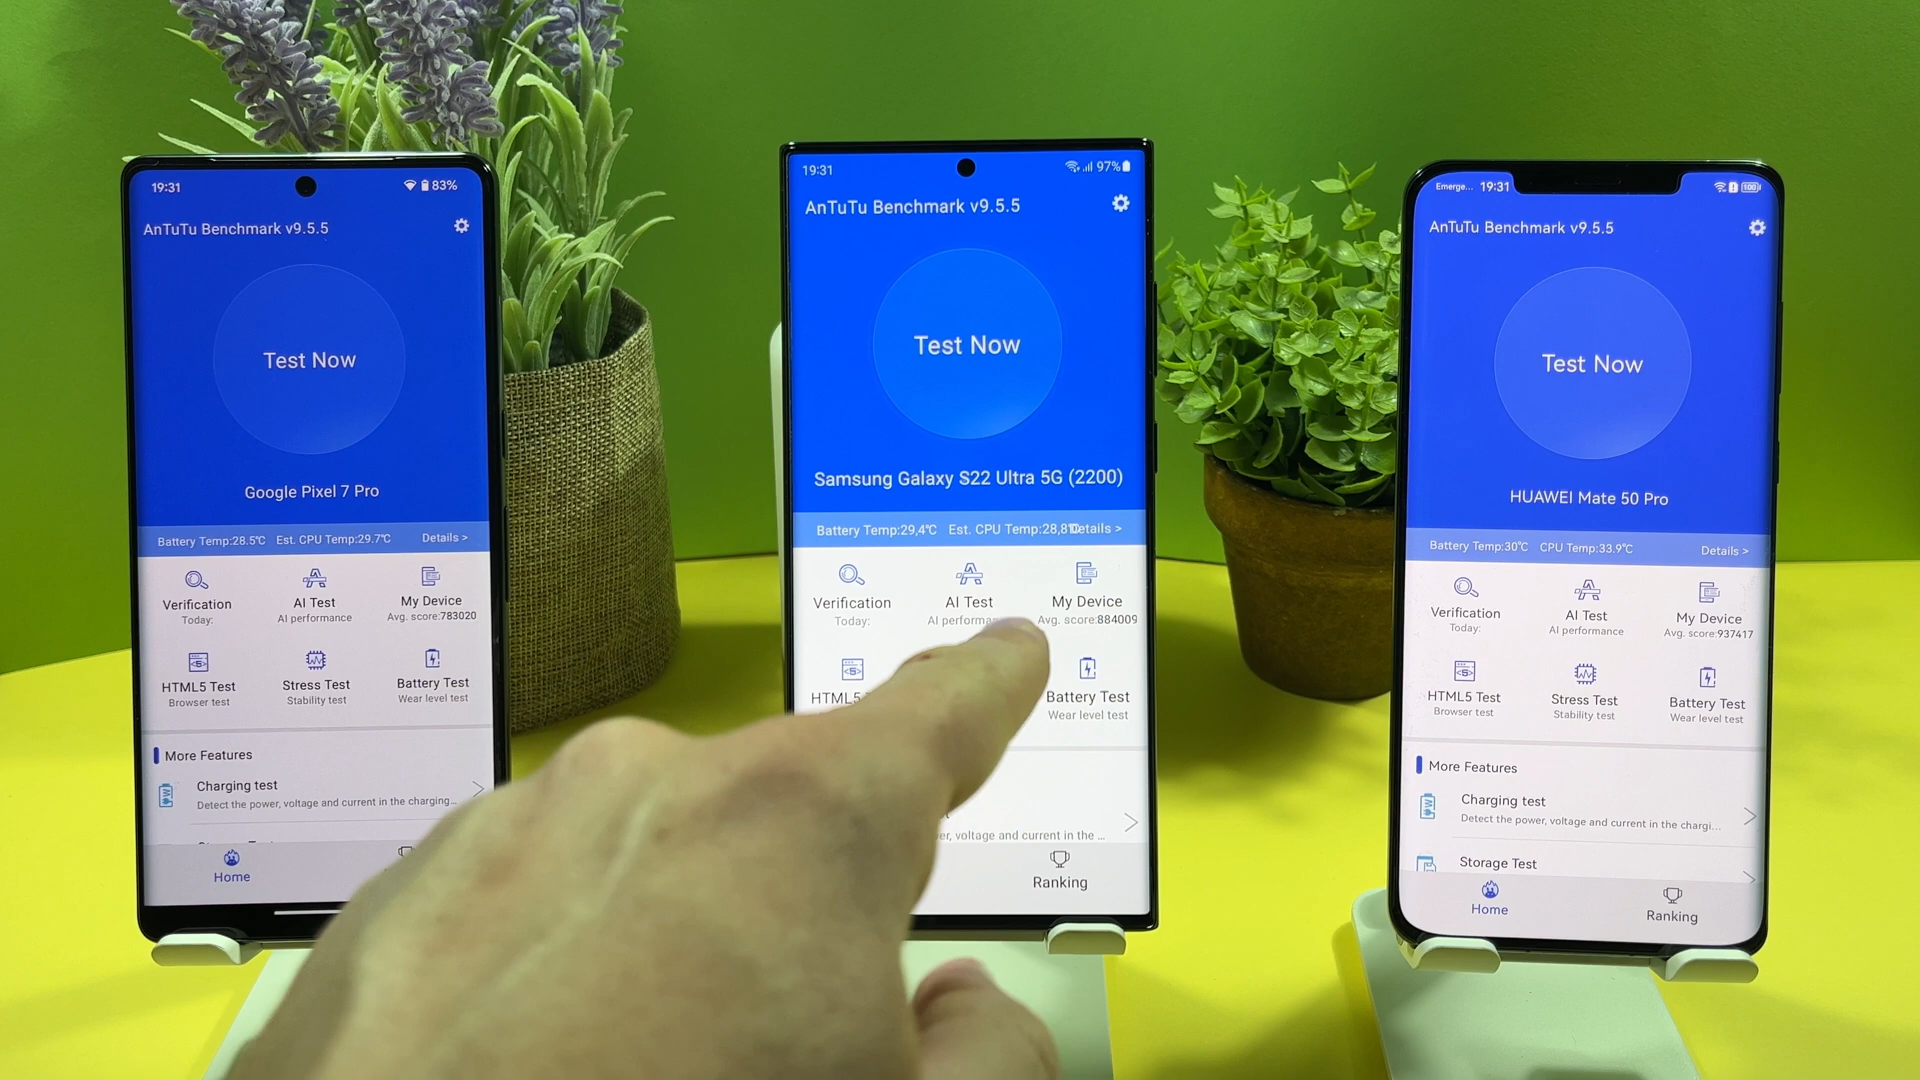 19:31
83%
AnTuTu Benchmark v9.5.5
Test Now
Google Pixel 7 Pro
Battery Temp:28.5℃ Est. CPU Temp:29.7℃ Details >
Verification
Today:
AI Test
AI performance
My Device
Avg. score:783020
HTML5 Test
Browser test
Stress Test
Stability test
Battery Test
Wear level test
More Features
Charging test
Detect the power, voltage and current in the charging...
Home
19:31
97%
AnTuTu Benchmark v9.5.5
Test Now
Samsung Galaxy S22 Ultra 5G (2200)
Battery Temp:29,4℃ Est. CPU Temp:28,8℃ Details >
Verification
Today:
AI Test
AI performa
My Device
Avg. score:884009
HTML5
Battery Test
Wear level test
er, voltage and current in the ...
Ranking
Emerge... 19:31
100
AnTuTu Benchmark v9.5.5
Test Now
HUAWEI Mate 50 Pro
Battery Temp:30℃ CPU Temp:33.9℃ Details >
Verification
Today:
AI Test
AI performance
My Device
Avg. score:937417
HTML5 Test
Browser test
Stress Test
Stability test
Battery Test
Wear level test
More Features
Charging test
Detect the power, voltage and current in the chargi...
Storage Test
Home
Ranking